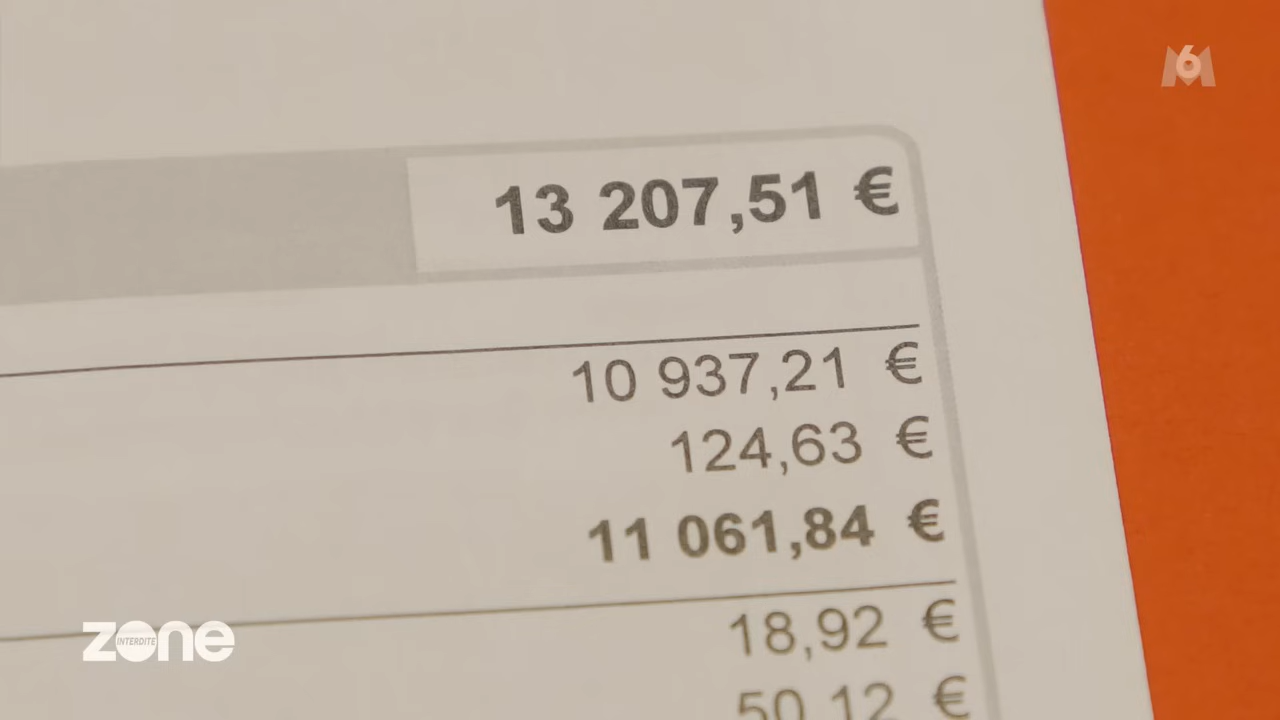 M6
13 207,51 €
10 937,21 €
124,63 €
11 061,84 €
18,92 €
50,12 €
ZONE
INTERDITE